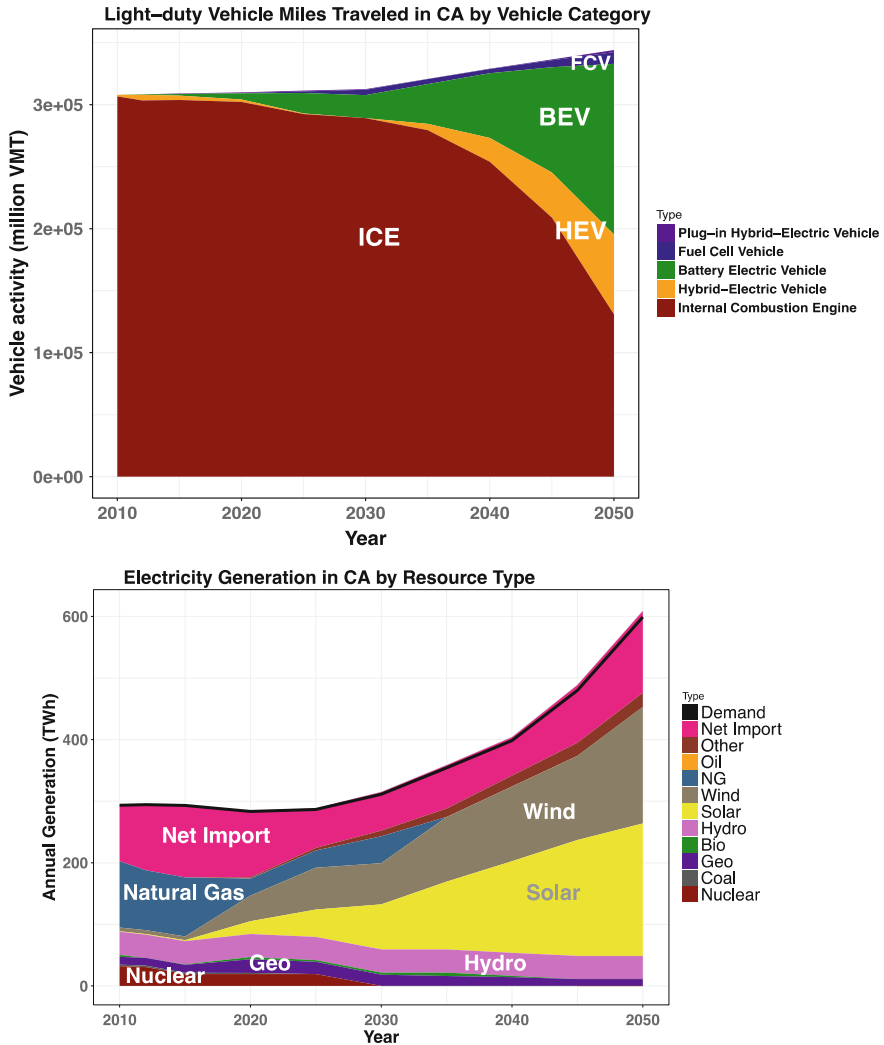 Light–duty Vehicle Miles Traveled in CA by Vehicle Category
Vehicle activity (million VMT)
3e+05
2e+05
1e+05
0e+00
FCV
BEV
HEV
ICE
2010 2020 2030 2040 2050
Year
Type
Plug–in Hybrid–Electric Vehicle
Fuel Cell Vehicle
Battery Electric Vehicle
Hybrid–Electric Vehicle
Internal Combustion Engine
Electricity Generation in CA by Resource Type
Annual Generation (TWh)
600
400
200
0
Net Import
Wind
Natural Gas
Solar
Geo
Hydro
Nuclear
2010 2020 2030 2040 2050
Year
Type
Demand
Net Import
Other
Oil
NG
Wind
Solar
Hydro
Bio
Geo
Coal
Nuclear